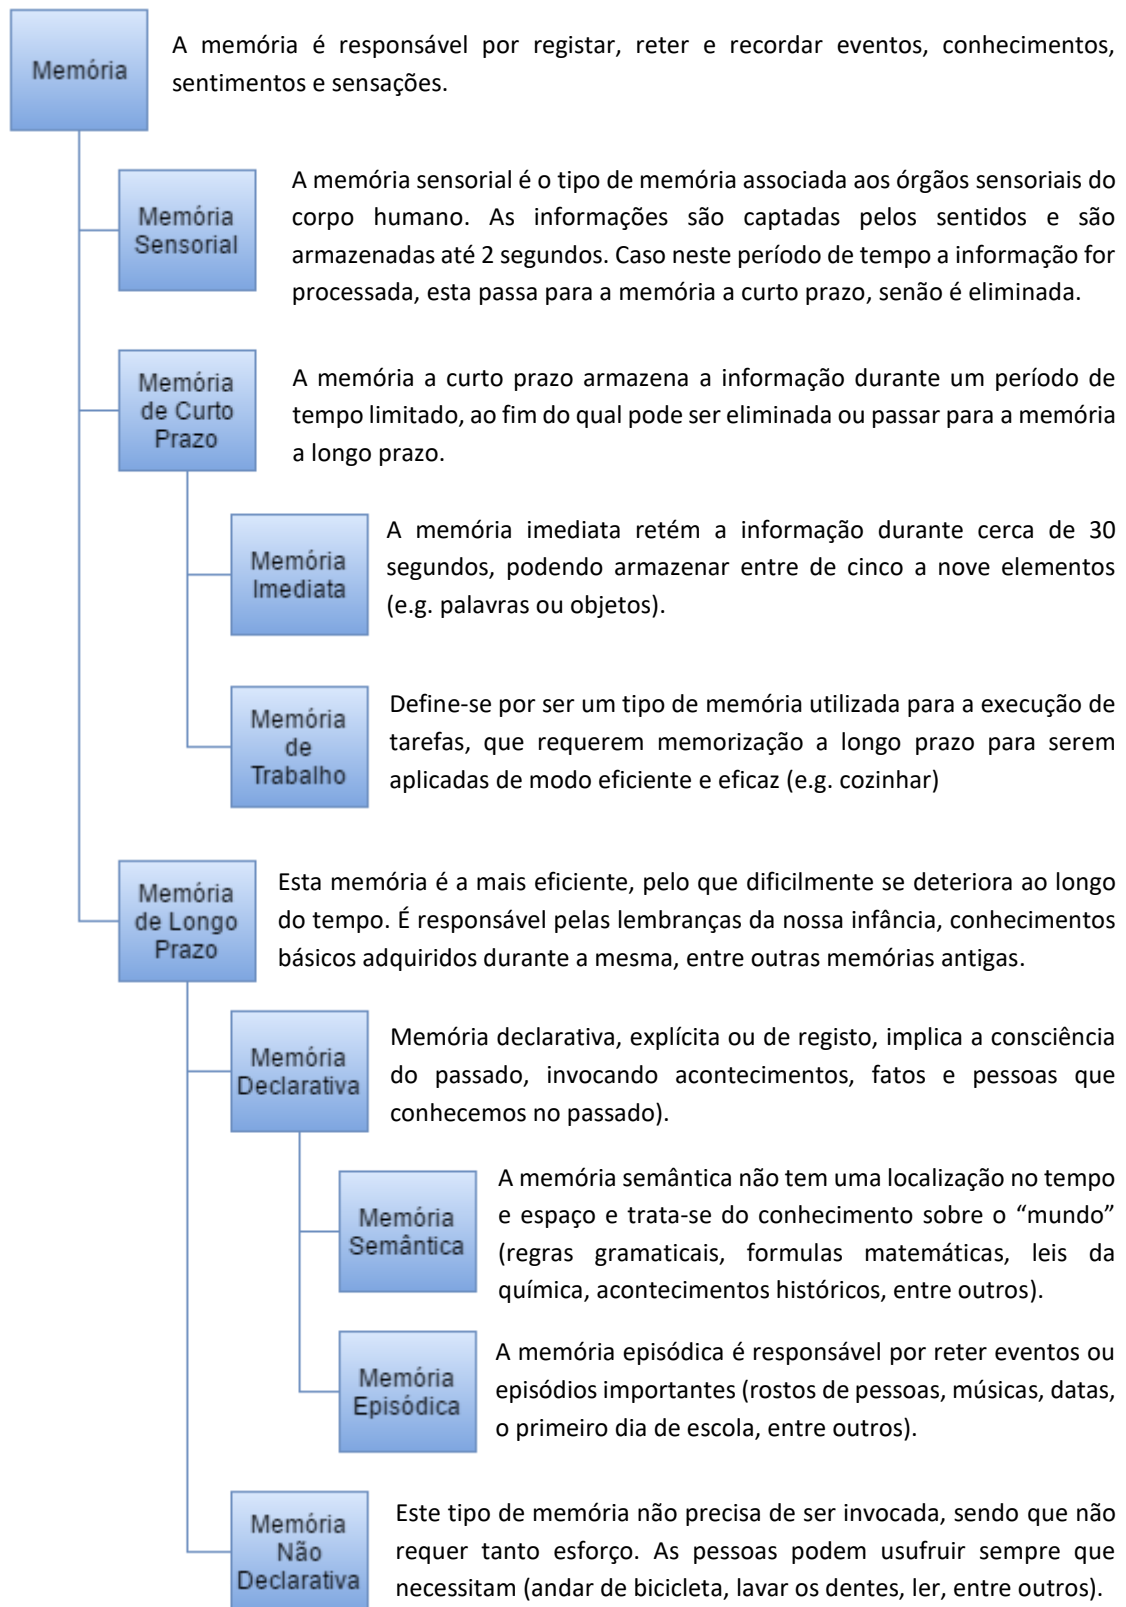 Memória
A memória é responsável por registar, reter e recordar eventos, conhecimentos,
sentimentos e sensações.
Memória
Sensorial
A memória sensorial é o tipo de memória associada aos órgãos sensoriais do
corpo humano. As informações são captadas pelos sentidos e são
armazenadas até 2 segundos. Caso neste período de tempo a informação for
processada, esta passa para a memória a curto prazo, senão é eliminada.
Memória
de Curto
Prazo
A memória a curto prazo armazena a informação durante um período de
tempo limitado, ao fim do qual pode ser eliminada ou passar para a memória
a longo prazo.
Memória
Imediata
A memória imediata retém a informação durante cerca de 30
segundos, podendo armazenar entre de cinco a nove elementos
(e.g. palavras ou objetos).
Memória
de
Trabalho
Define-se por ser um tipo de memória utilizada para a execução de
tarefas, que requerem memorização a longo prazo para serem
aplicadas de modo eficiente e eficaz (e.g. cozinhar)
Memória
de Longo
Prazo
Esta memória é a mais eficiente, pelo que dificilmente se deteriora ao longo
do tempo. É responsável pelas lembranças da nossa infância, conhecimentos
básicos adquiridos durante a mesma, entre outras memórias antigas.
Memória
Declarativa
Memória declarativa, explícita ou de registo, implica a consciência
do passado, invocando acontecimentos, fatos e pessoas que
conhecemos no passado).
Memória
Semântica
A memória semântica não tem uma localização no tempo
e espaço e trata-se do conhecimento sobre o “mundo”
(regras gramaticais, formulas matemáticas, leis da
química, acontecimentos históricos, entre outros).
Memória
Episódica
A memória episódica é responsável por reter eventos ou
episódios importantes (rostos de pessoas, músicas, datas,
o primeiro dia de escola, entre outros).
Memória
Não
Declarativa
Este tipo de memória não precisa de ser invocada, sendo que não
requer tanto esforço. As pessoas podem usufruir sempre que
necessitam (andar de bicicleta, lavar os dentes, ler, entre outros).